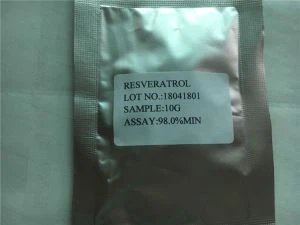 RESVERATROL
LOT NO.:18041801
SAMPLE:10G
ASSAY:98.0%MIN